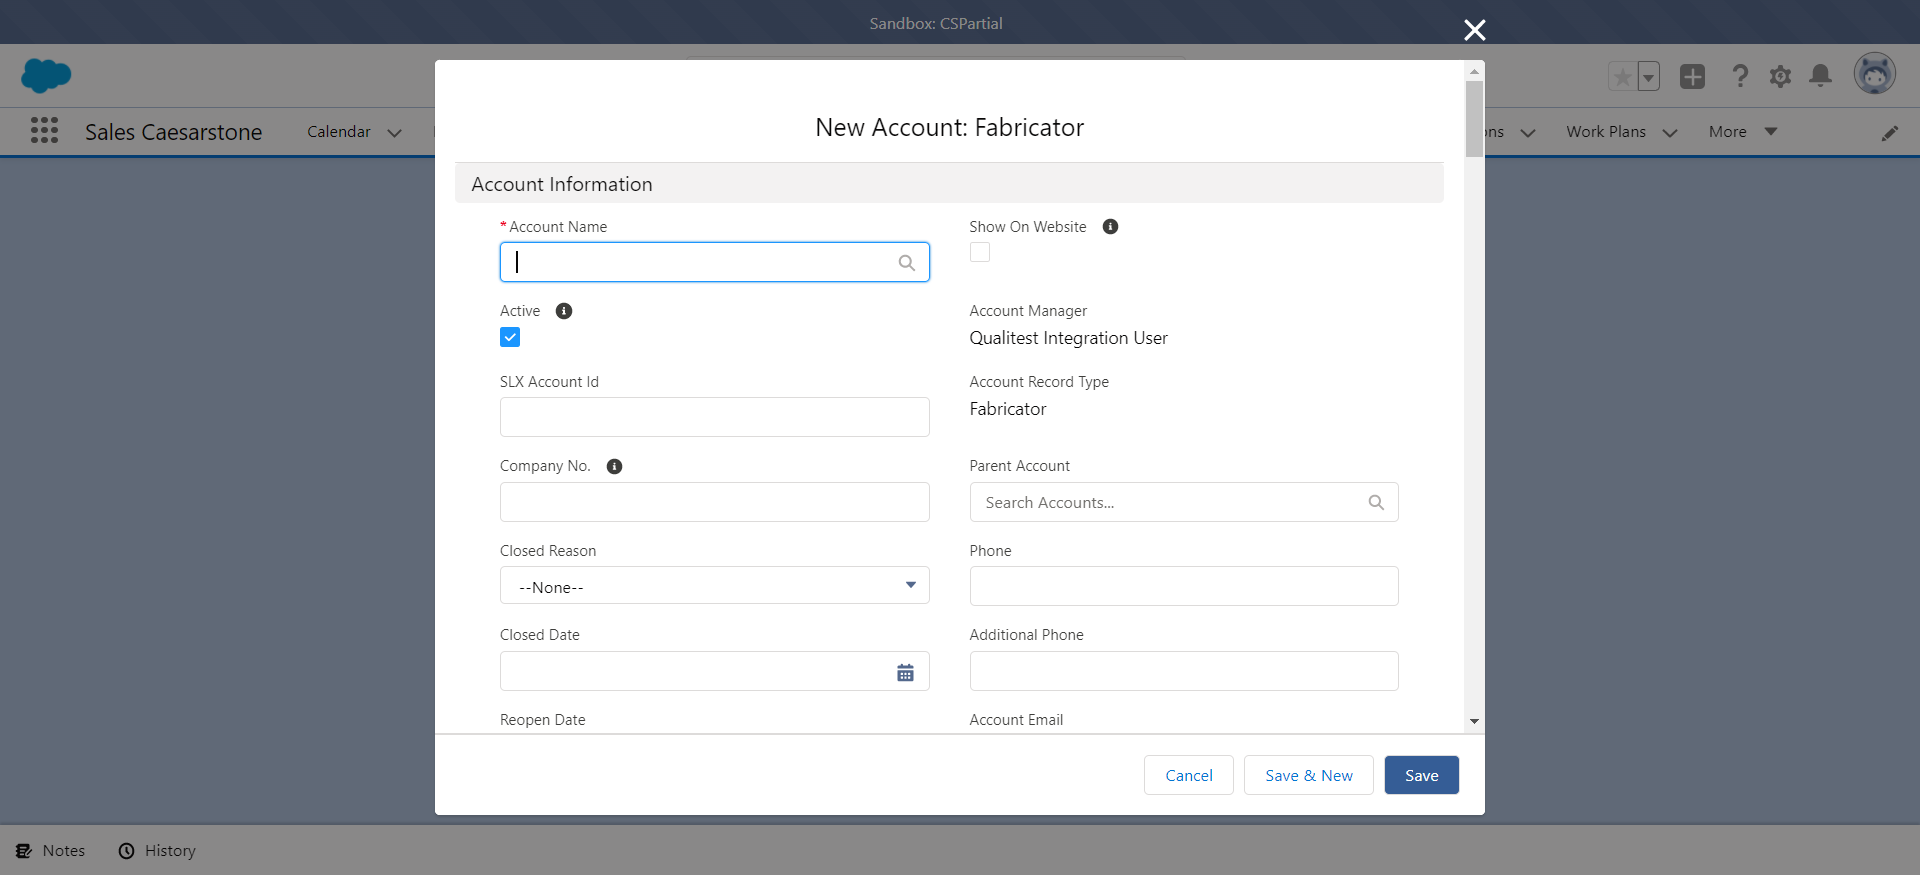 Sandbox: CSPartial
Sales Caesarstone
Calendar
ons
Work Plans
More
New Account: Fabricator
Account Information
* Account Name
Show On Website
Active
Account Manager
Qualitest Integration User
SLX Account Id
Account Record Type
Fabricator
Company No.
Parent Account
Search Accounts...
Closed Reason
Phone
--None--
Closed Date
Additional Phone
Reopen Date
Account Email
Cancel
Save & New
Save
Notes
History